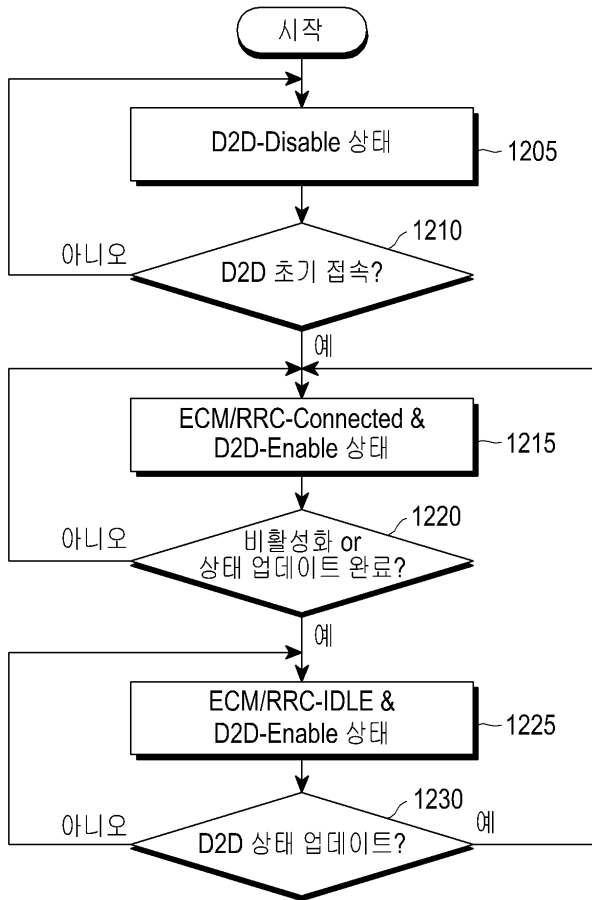 시작
D2D-Disable 상태
1205
1210
아니오
D2D 초기 접속?
예
ECM/RRC-Connected &
D2D-Enable 상태
1215
1220
아니오
비활성화 or
상태 업데이트 완료?
예
ECM/RRC-IDLE &
D2D-Enable 상태
1225
1230
아니오
예
D2D 상태 업데이트?